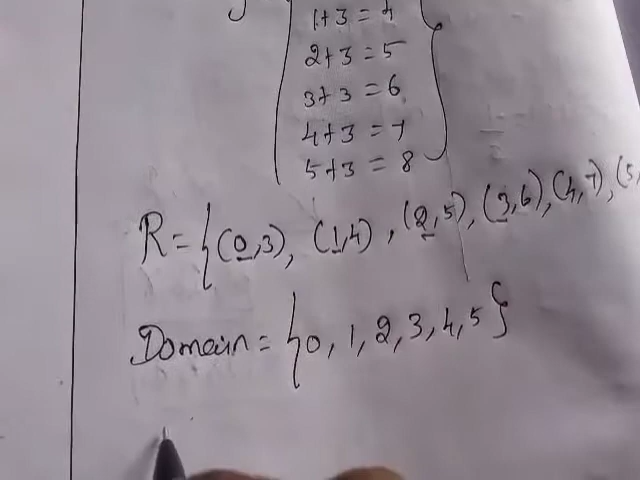 1+3 = 4
2+3 = 5
3+3 = 6
4+3 = 7
5+3 = 8
R = {(0,3), (1,4), (2,5), (3,6), (4,7), (5,
Domain = {0, 1, 2, 3, 4, 5}